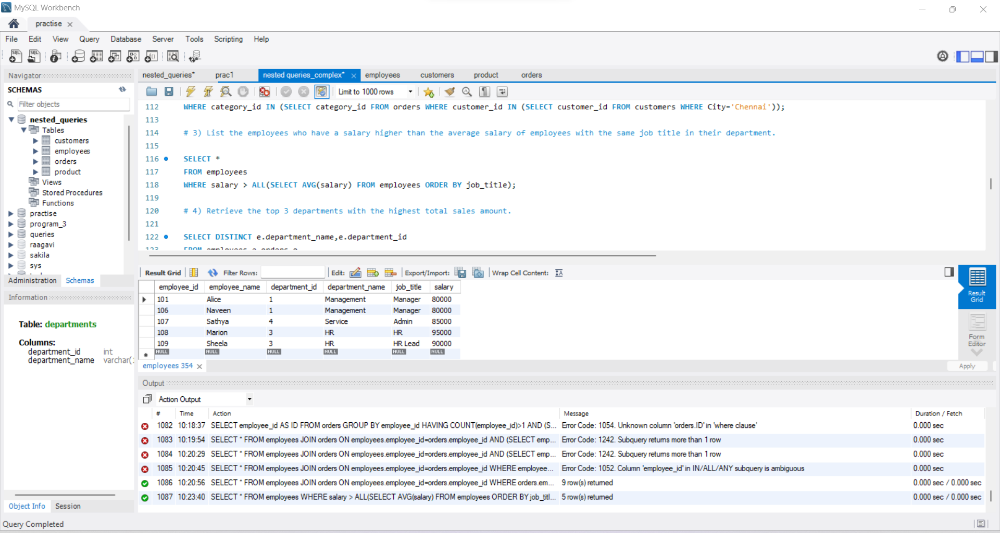 MySQL Workbench
practise
File Edit View Query Database Server Tools Scripting Help
Navigator
SCHEMAS
Filter objects
nested_queries
Tables
customers
employees
orders
product
Views
Stored Procedures
Functions
practise
program_3
queries
raagavi
sakila
sys
Administration Schemas
Information
Table: departments
Columns:
department_id int
department_name varchar(
Object Info Session
nested_queries* prac1 nested queries_complex* employees customers product orders
Limit to 1000 rows
112 WHERE category_id IN (SELECT category_id FROM orders WHERE customer_id IN (SELECT customer_id FROM customers WHERE City='Chennai'));
113
114 # 3) List the employees who have a salary higher than the average salary of employees with the same job title in their department.
115
116 SELECT *
117 FROM employees
118 WHERE salary > ALL(SELECT AVG(salary) FROM employees ORDER BY job_title);
119
120 # 4) Retrieve the top 3 departments with the highest total sales amount.
121
122 SELECT DISTINCT e.department_name,e.department_id
123 FROM employees e,orders o
Result Grid Filter Rows: Edit: Export/Import: Wrap Cell Content:
employee_id employee_name department_id department_name job_title salary
101 Alice 1 Management Manager 80000
106 Naveen 1 Management Manager 80000
107 Sathya 4 Service Admin 85000
108 Marion 3 HR HR 95000
109 Sheela 3 HR HR Lead 90000
NULL NULL NULL NULL NULL NULL
Result Grid
Form Editor
employees 354
Apply
Output
Action Output
# Time Action Message Duration / Fetch
1082 10:18:37 SELECT employee_id AS ID FROM orders GROUP BY employee_id HAVING COUNT(employee_id)>1 AND (S... Error Code: 1054. Unknown column 'orders.ID' in 'where clause' 0.000 sec
1083 10:19:54 SELECT * FROM employees JOIN orders ON employees.employee_id=orders.employee_id AND (SELECT emp... Error Code: 1242. Subquery returns more than 1 row 0.000 sec
1084 10:20:29 SELECT * FROM employees JOIN orders ON employees.employee_id=orders.employee_id AND (SELECT emp... Error Code: 1242. Subquery returns more than 1 row 0.000 sec
1085 10:20:45 SELECT * FROM employees JOIN orders ON employees.employee_id=orders.employee_id WHERE employee... Error Code: 1052. Column 'employee_id' in IN/ALL/ANY subquery is ambiguous 0.000 sec
1086 10:20:56 SELECT * FROM employees JOIN orders ON employees.employee_id=orders.employee_id WHERE orders.em... 9 row(s) returned 0.000 sec / 0.000 sec
1087 10:23:40 SELECT * FROM employees WHERE salary > ALL(SELECT AVG(salary) FROM employees ORDER BY job_titl... 5 row(s) returned 0.000 sec / 0.000 sec
Query Completed